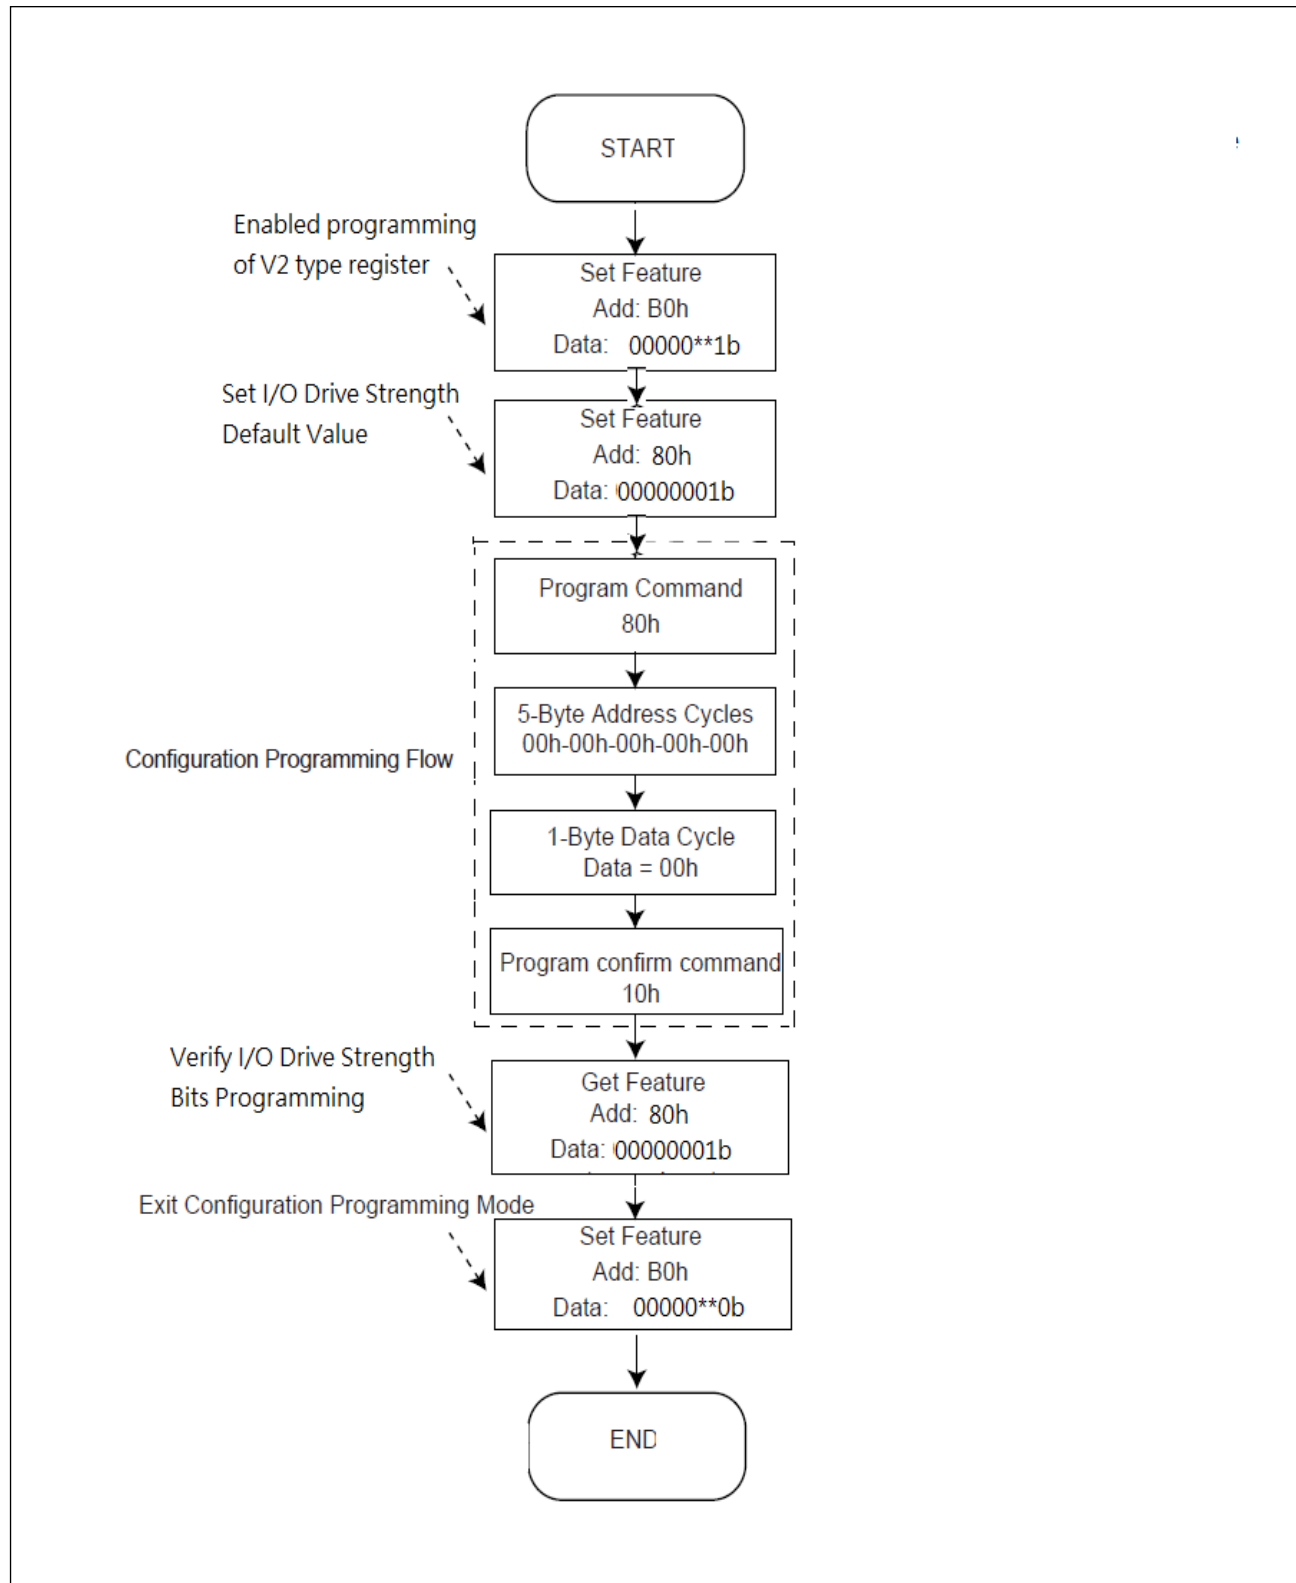 START
Enabled programming
of V2 type register
Set Feature
Add: B0h
Data: 00000**1b
Set I/O Drive Strength
Default Value
Set Feature
Add: 80h
Data: 00000001b
Program Command
80h
5-Byte Address Cycles
00h-00h-00h-00h-00h
Configuration Programming Flow
1-Byte Data Cycle
Data = 00h
Program confirm command
10h
Verify I/O Drive Strength
Bits Programming
Get Feature
Add: 80h
Data: 00000001b
Exit Configuration Programming Mode
Set Feature
Add: B0h
Data: 00000**0b
END